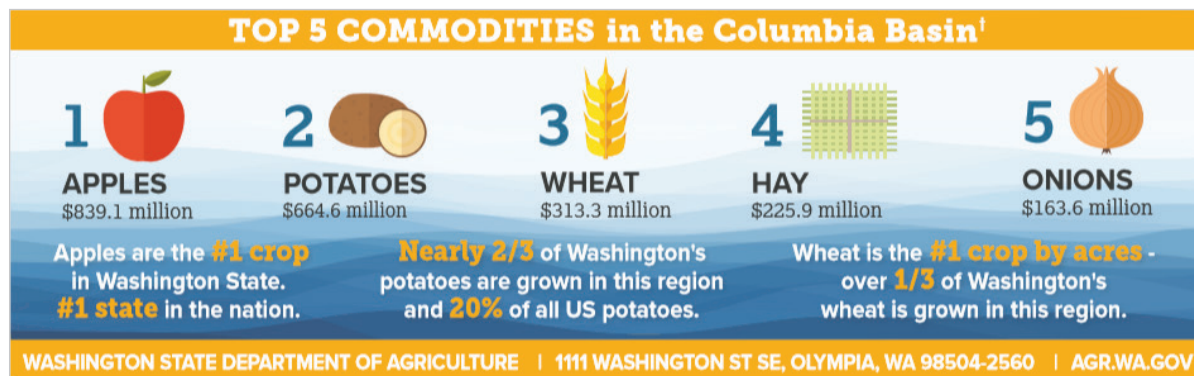 TOP 5 COMMODITIES in the Columbia Basin†
1
APPLES
$839.1 million
2
POTATOES
$664.6 million
3
WHEAT
$313.3 million
4
HAY
$225.9 million
5
ONIONS
$163.6 million
Apples are the #1 crop
in Washington State.
#1 state in the nation.
Nearly 2/3 of Washington's
potatoes are grown in this region
and 20% of all US potatoes.
Wheat is the #1 crop by acres -
over 1/3 of Washington's
wheat is grown in this region.
WASHINGTON STATE DEPARTMENT OF AGRICULTURE | 1111 WASHINGTON ST SE, OLYMPIA, WA 98504-2560 | AGR.WA.GOV